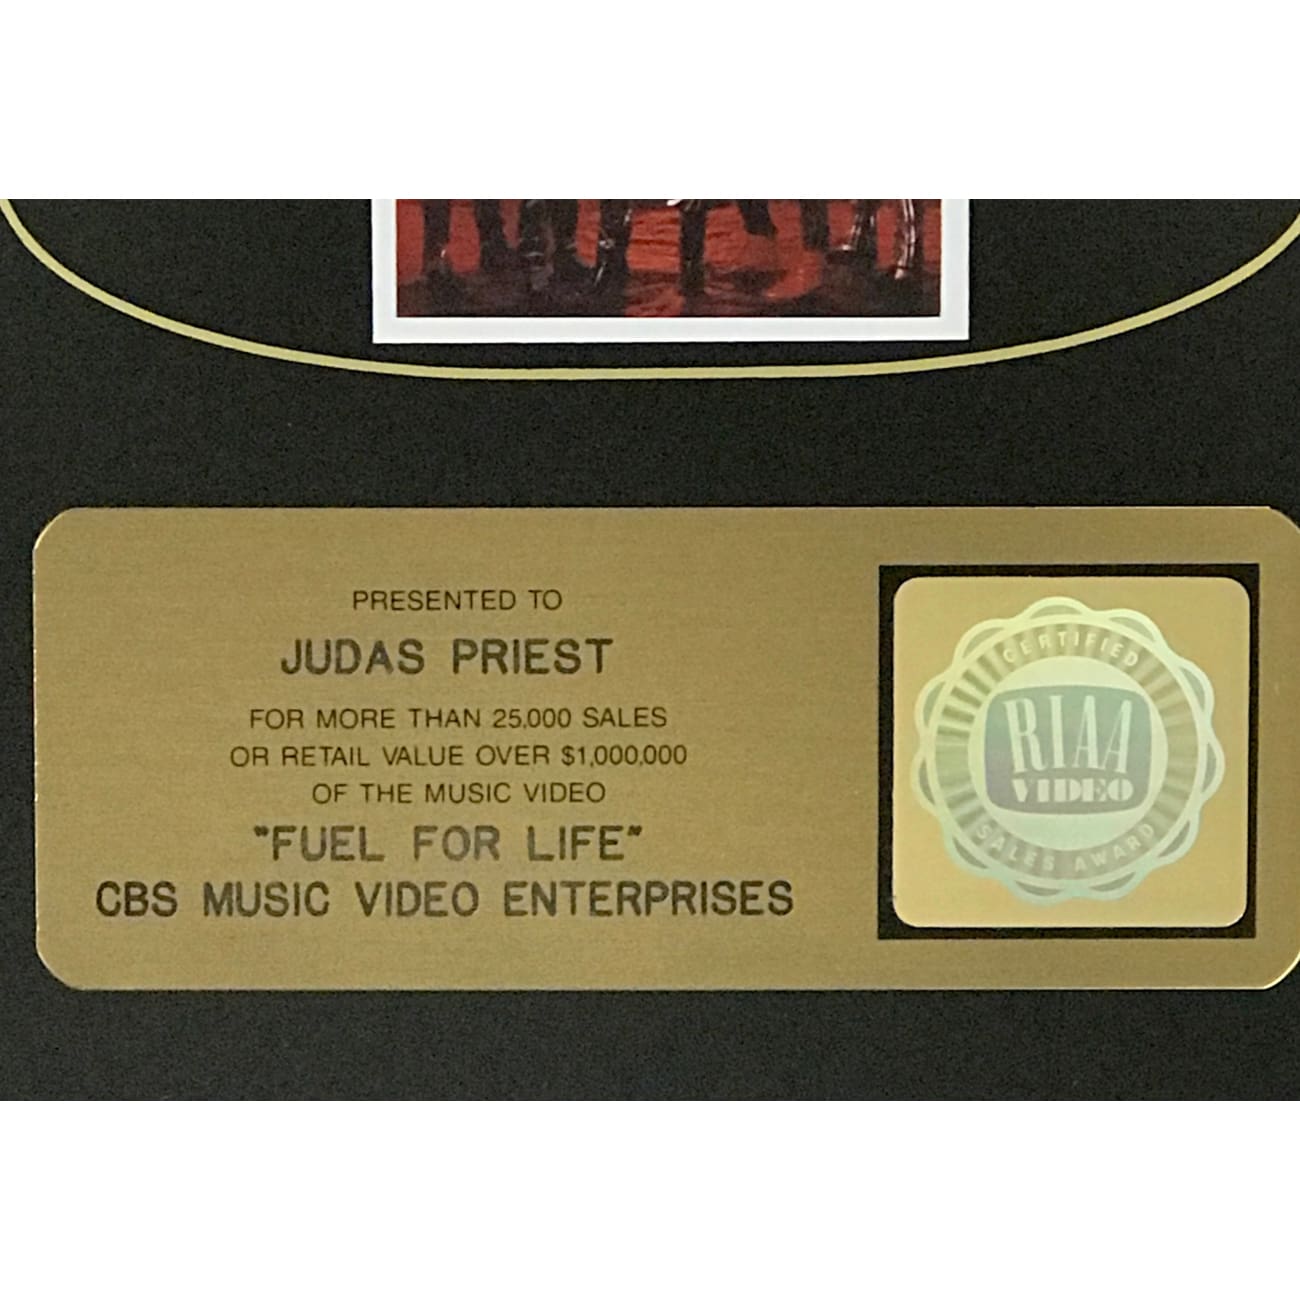 PRESENTED TO
JUDAS PRIEST
FOR MORE THAN 25,000 SALES
OR RETAIL VALUE OVER $1,000,000
OF THE MUSIC VIDEO
"FUEL FOR LIFE"
CBS MUSIC VIDEO ENTERPRISES
CERTIFIED
RIAA
VIDEO
SALES AWARD